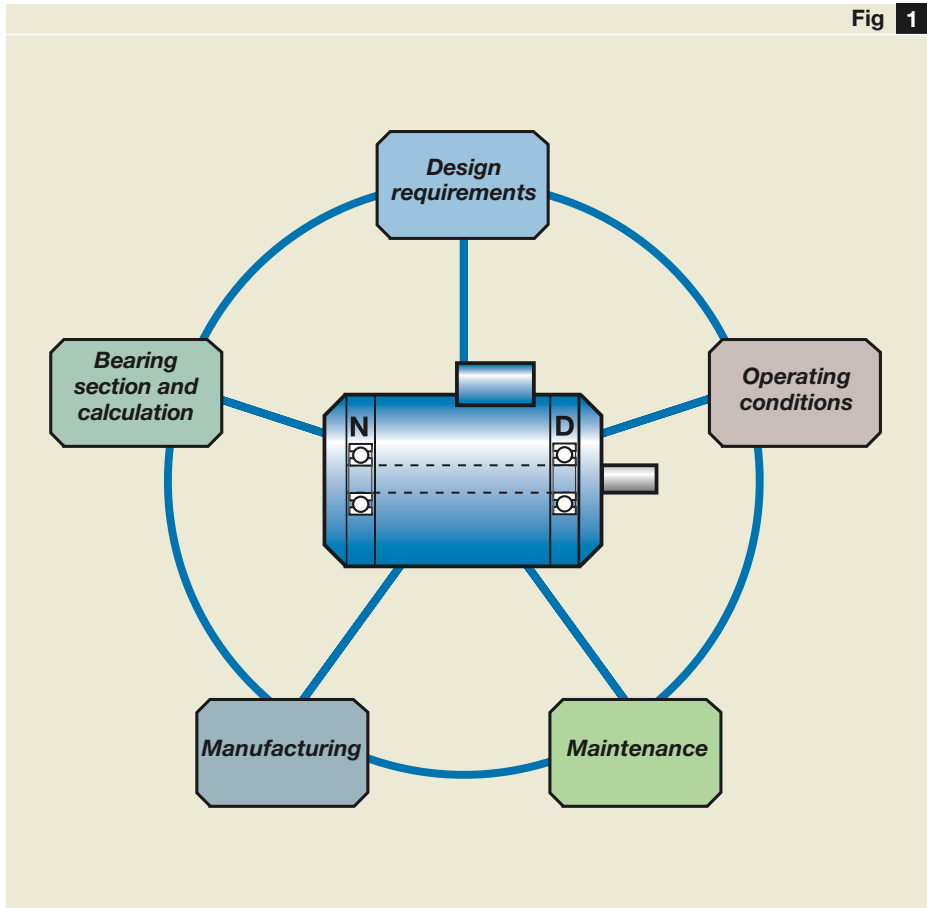 Fig 1
Design
requirements
Bearing
section and
calculation
Operating
conditions
N
D
Manufacturing
Maintenance